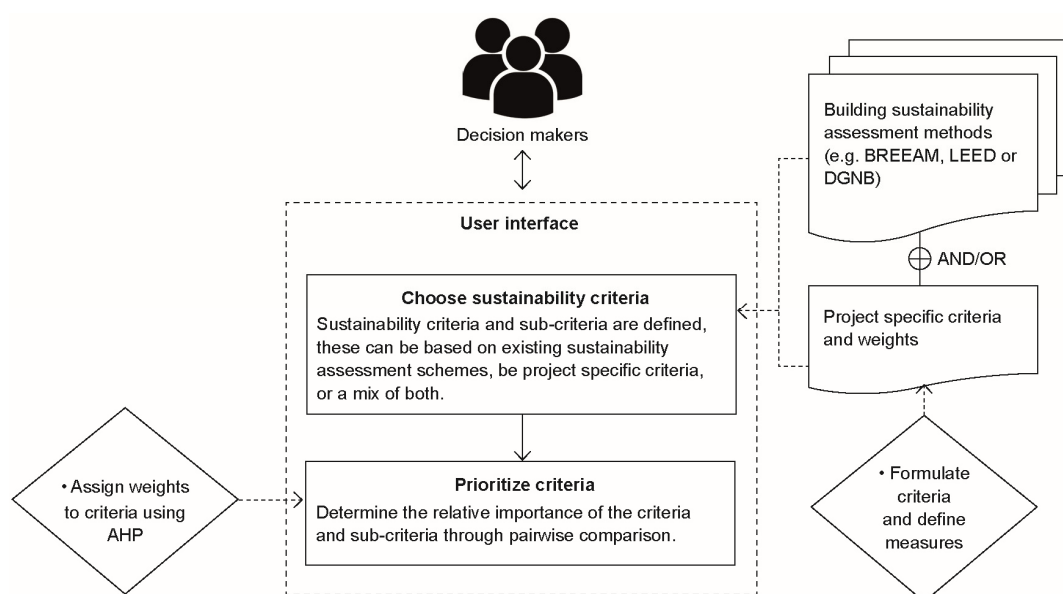 Decision makers
User interface
Choose sustainability criteria
Sustainability criteria and sub-criteria are defined,
these can be based on existing sustainability
assessment schemes, be project specific criteria,
or a mix of both.
Prioritize criteria
Determine the relative importance of the criteria
and sub-criteria through pairwise comparison.
• Assign weights
to criteria using
AHP
Building sustainability
assessment methods
(e.g. BREEAM, LEED or
DGNB)
AND/OR
Project specific criteria
and weights
• Formulate
criteria
and define
measures